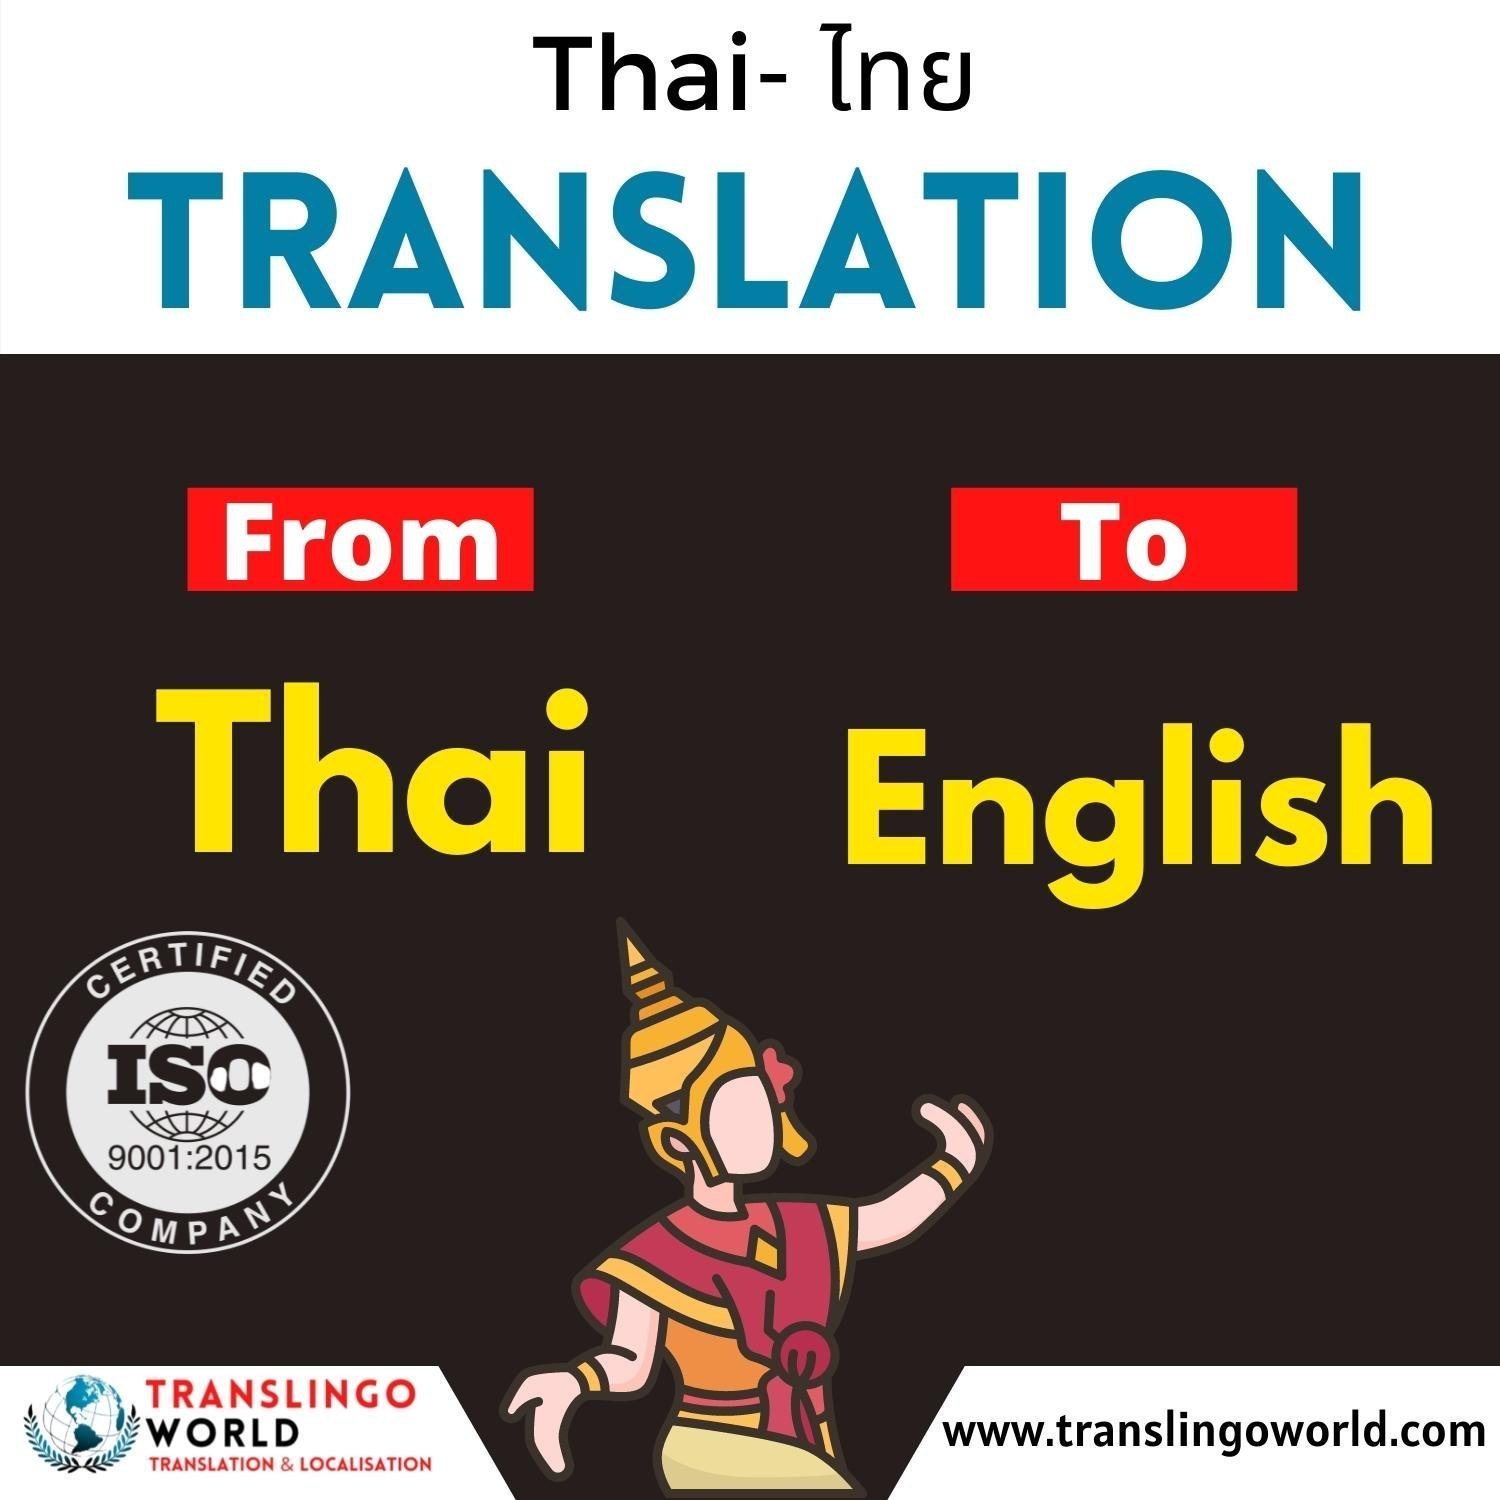 Thai- ไทย
TRANSLATION
From
To
Thai
English
CERTIFIED
ISO
9001:2015
COMPANY
TRANSLINGO
WORLD
TRANSLATION & LOCALISATION
www.translingoworld.com